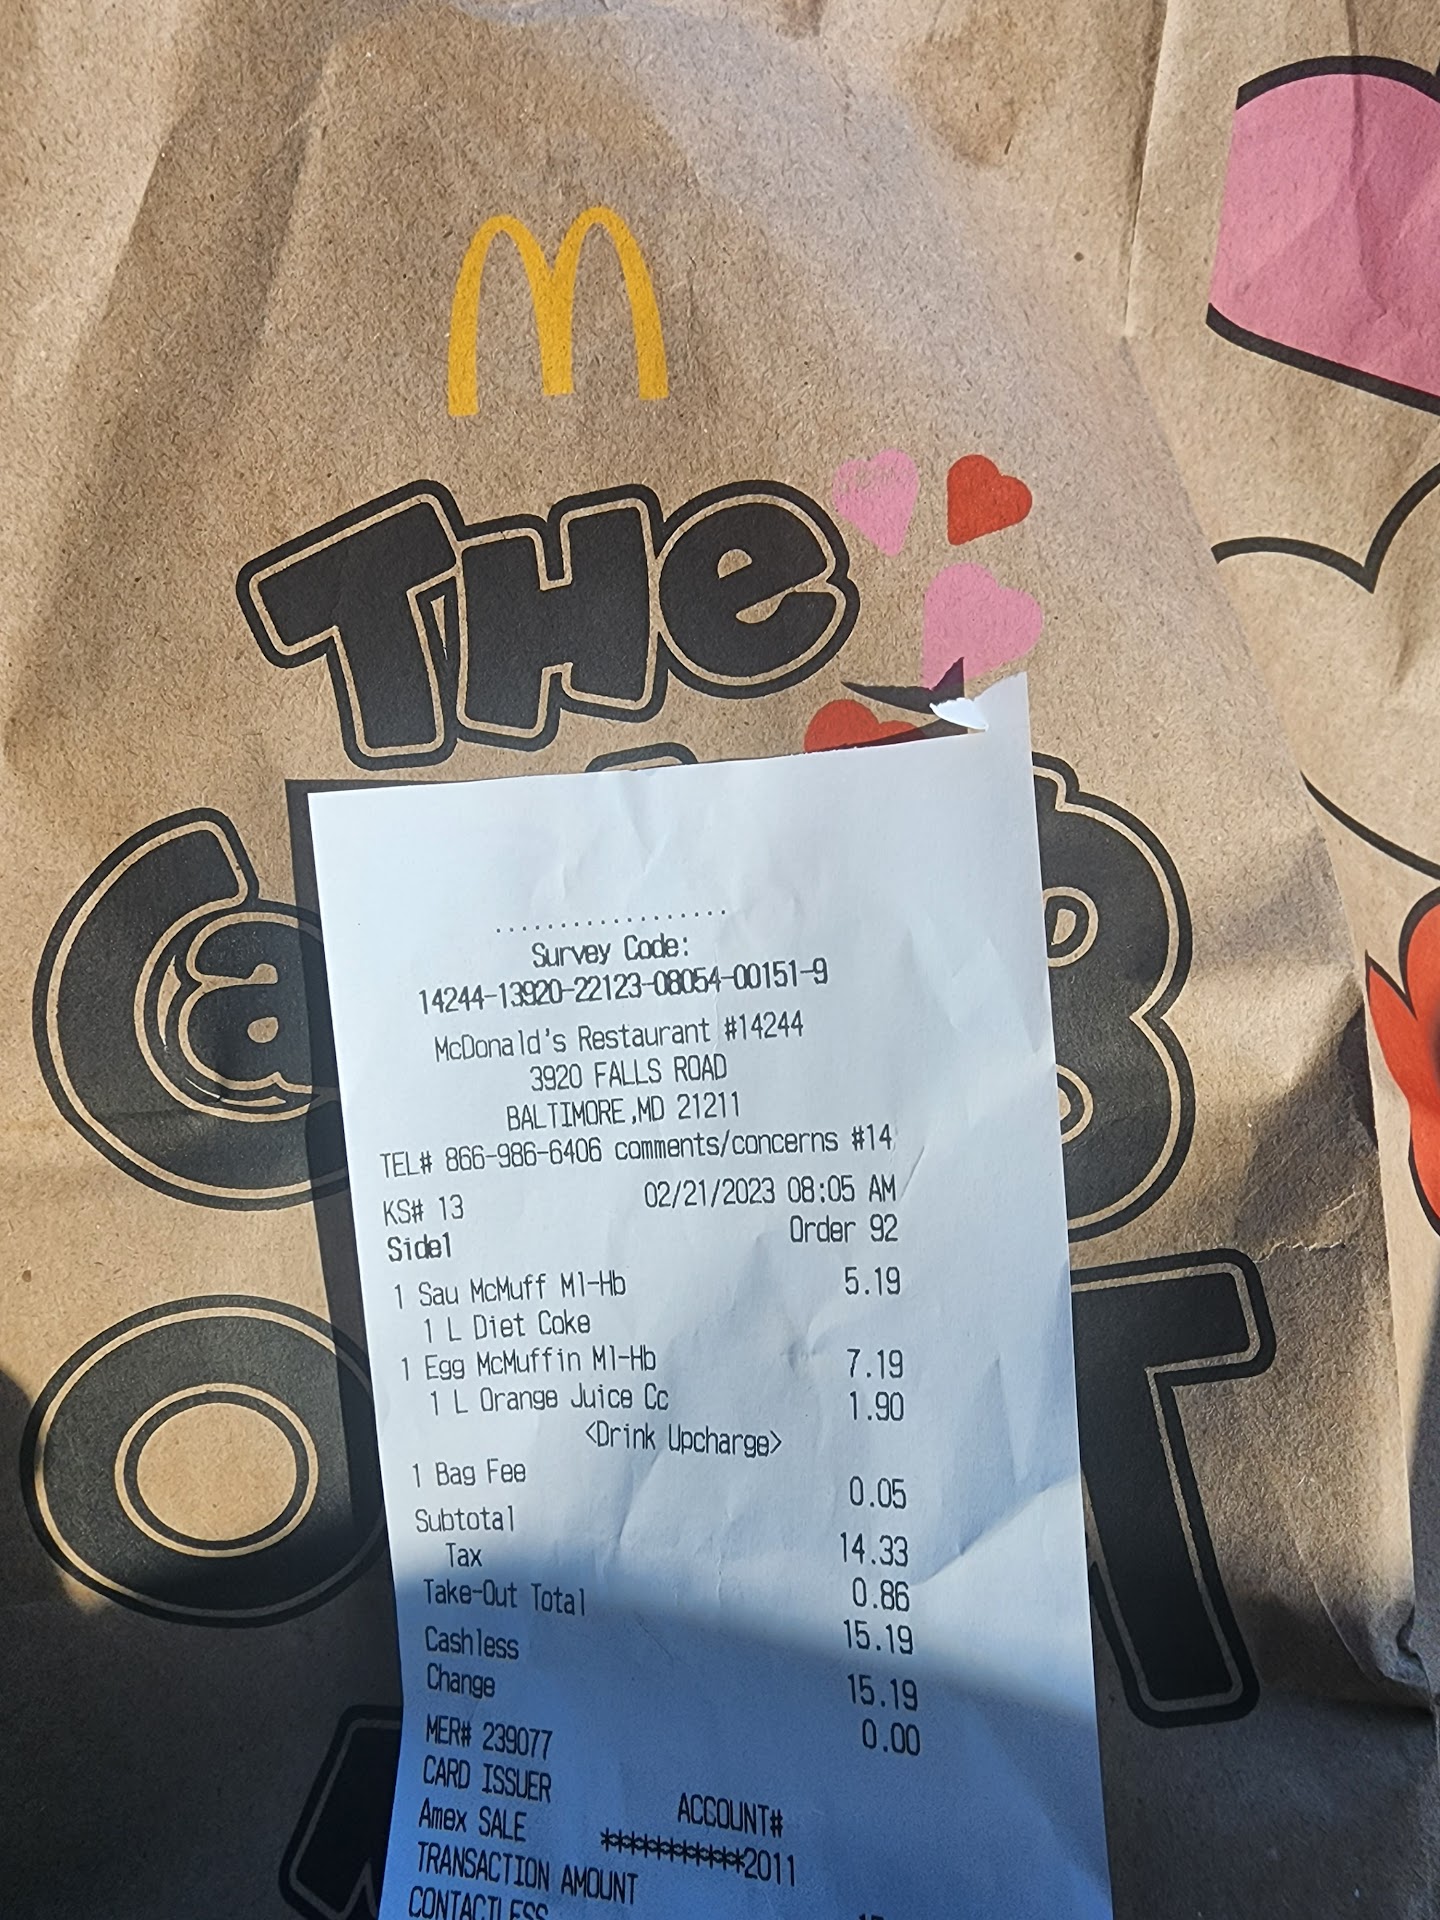 THe
Survey Code:
14244-13920-22123-08054-00151-9
McDonald's Restaurant #14244
3920 FALLS ROAD
BALTIMORE,MD 21211
TEL# 866-986-6406 comments/concerns #14
KS# 13 02/21/2023 08:05 AM
Side1 Order 92
1 Sau McMuff Ml-Hb 5.19
1 L Diet Coke
1 Egg McMuffin Ml-Hb 7.19
1 L Orange Juice Cc 1.90
<Drink Upcharge>
1 Bag Fee 0.05
Subtotal 14.33
Tax 0.86
Take-Out Total 15.19
Cashless 15.19
Change 0.00
MER# 239077
CARD ISSUER ACCOUNT#
Amex SALE ***********2011
TRANSACTION AMOUNT
CONTACTLESS